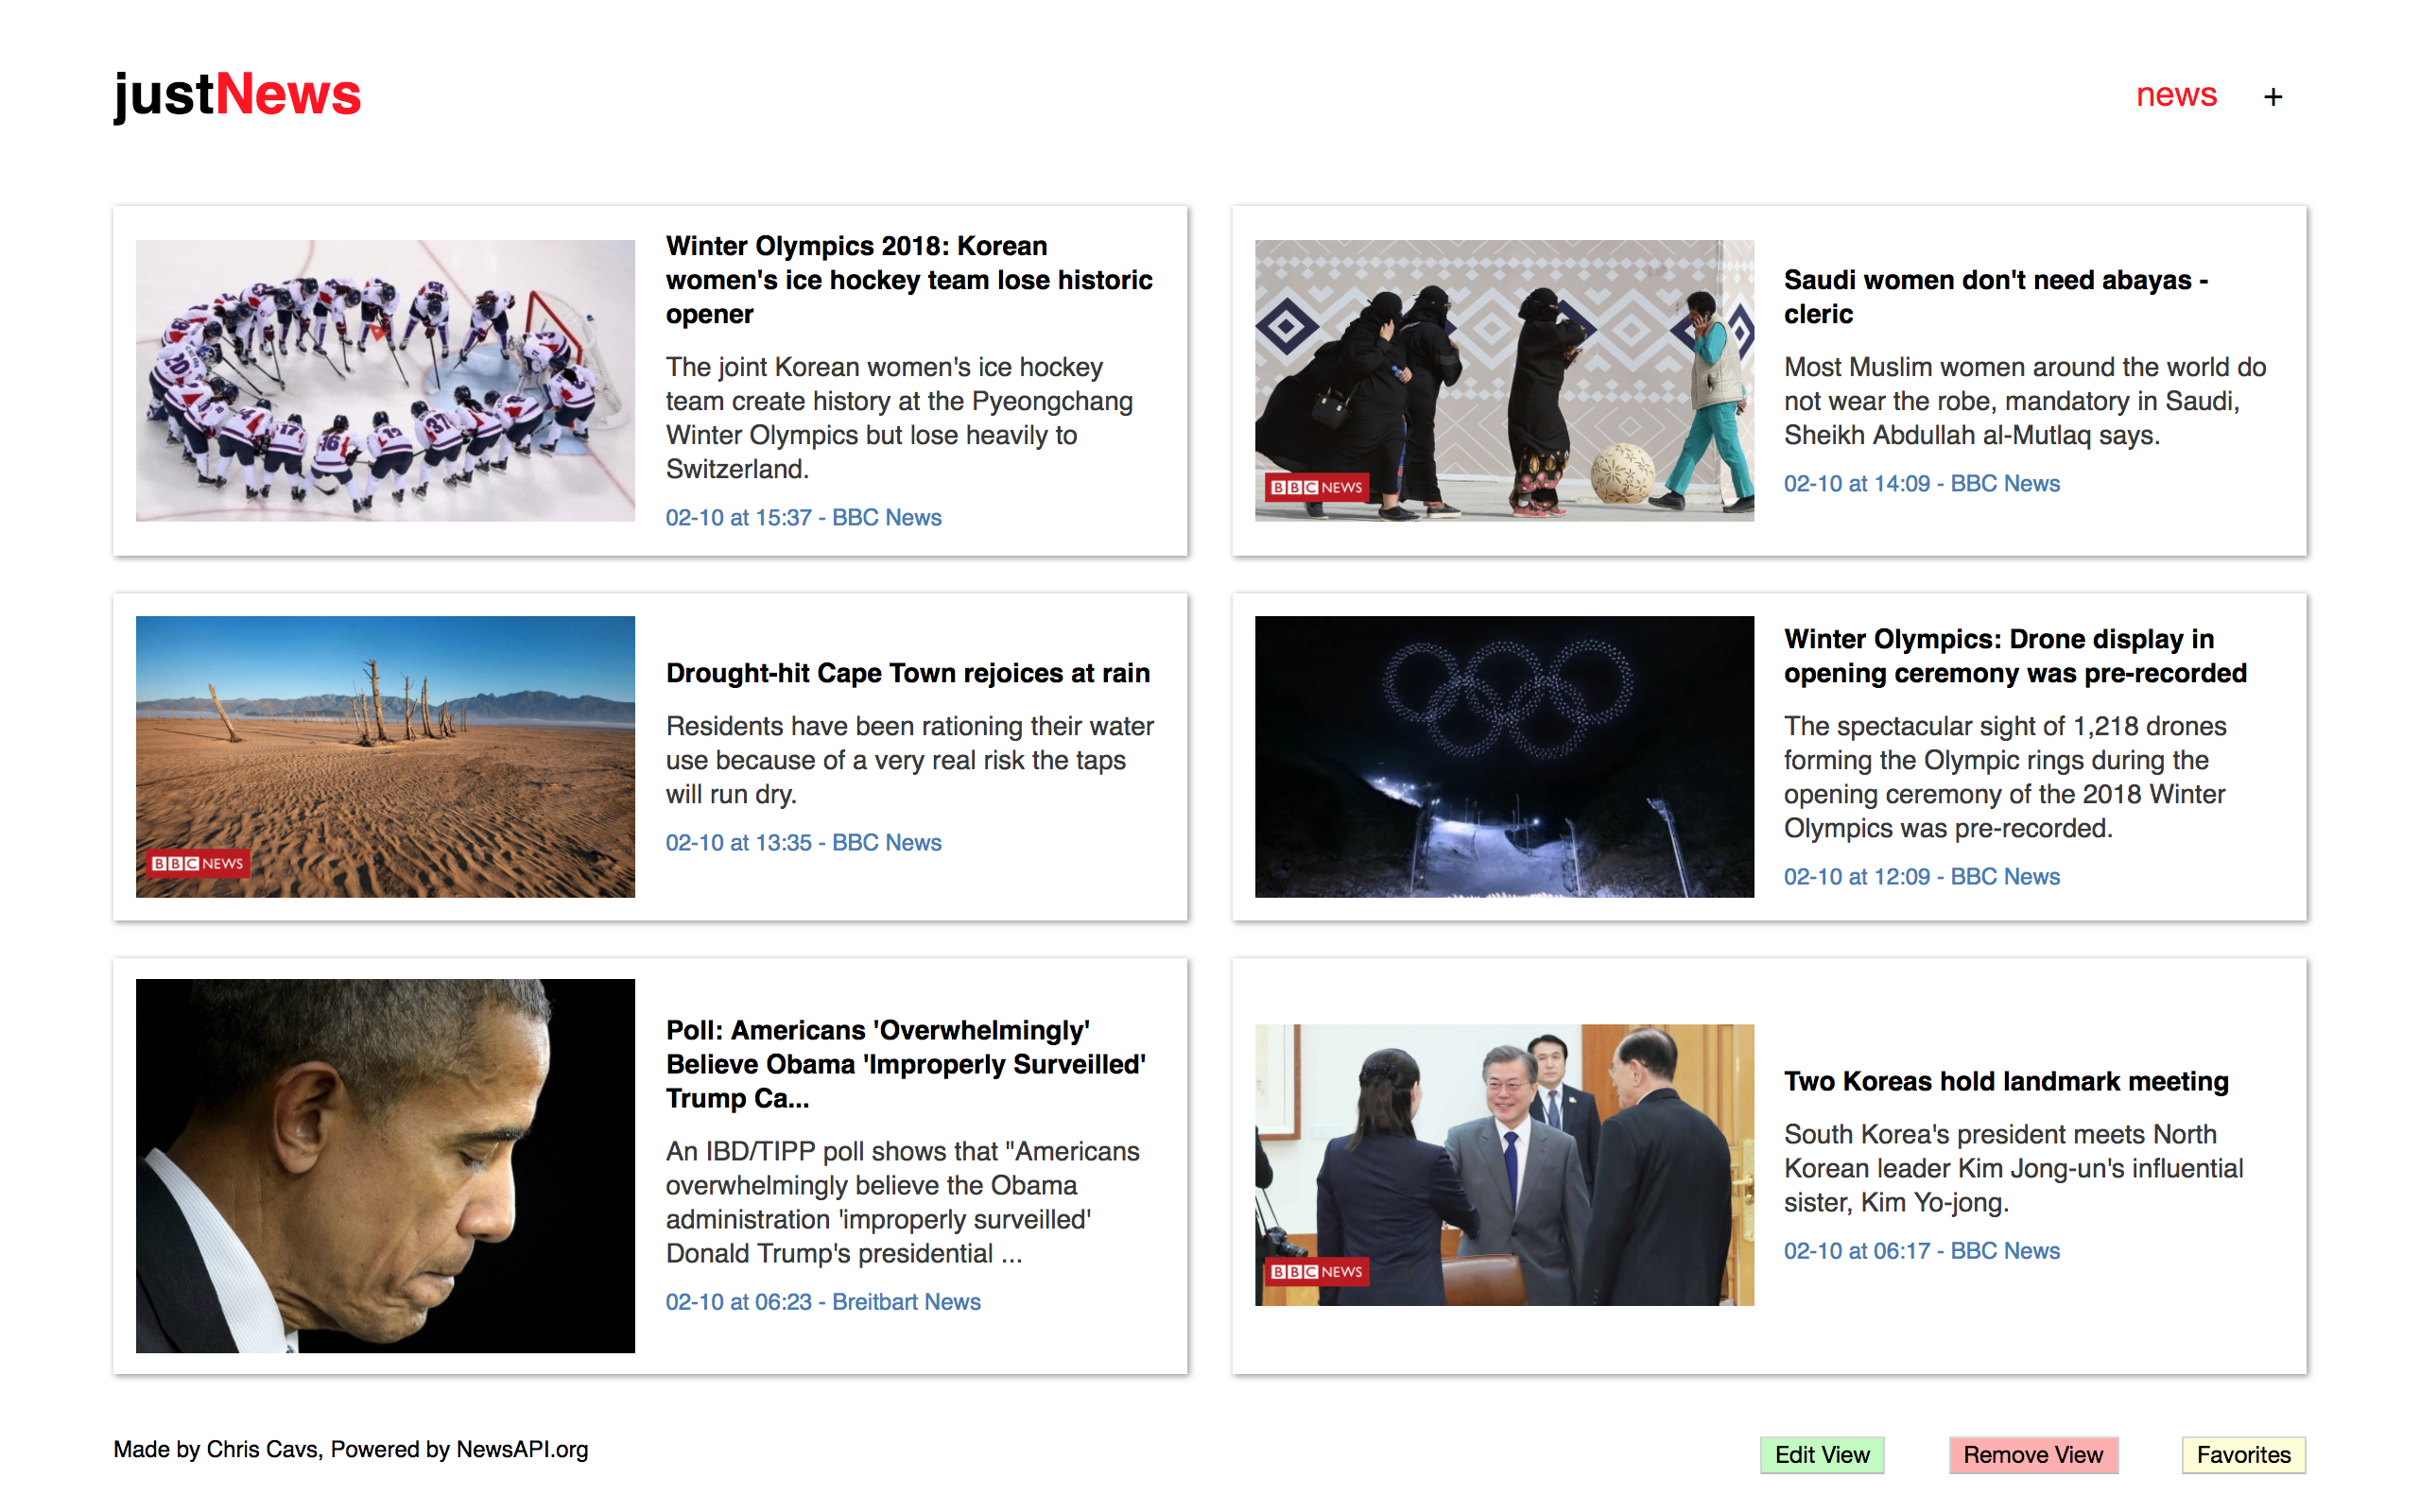 justNews
news +
Winter Olympics 2018: Korean
women's ice hockey team lose historic
opener
The joint Korean women's ice hockey
team create history at the Pyeongchang
Winter Olympics but lose heavily to
Switzerland.
02-10 at 15:37 - BBC News
BBC NEWS
Saudi women don't need abayas -
cleric
Most Muslim women around the world do
not wear the robe, mandatory in Saudi,
Sheikh Abdullah al-Mutlaq says.
02-10 at 14:09 - BBC News
BBC NEWS
Drought-hit Cape Town rejoices at rain
Residents have been rationing their water
use because of a very real risk the taps
will run dry.
02-10 at 13:35 - BBC News
Winter Olympics: Drone display in
opening ceremony was pre-recorded
The spectacular sight of 1,218 drones
forming the Olympic rings during the
opening ceremony of the 2018 Winter
Olympics was pre-recorded.
02-10 at 12:09 - BBC News
Poll: Americans 'Overwhelmingly'
Believe Obama 'Improperly Surveilled'
Trump Ca...
An IBD/TIPP poll shows that "Americans
overwhelmingly believe the Obama
administration 'improperly surveilled'
Donald Trump's presidential ...
02-10 at 06:23 - Breitbart News
BBC NEWS
Two Koreas hold landmark meeting
South Korea's president meets North
Korean leader Kim Jong-un's influential
sister, Kim Yo-jong.
02-10 at 06:17 - BBC News
Made by Chris Cavs, Powered by NewsAPI.org
Edit View
Remove View
Favorites